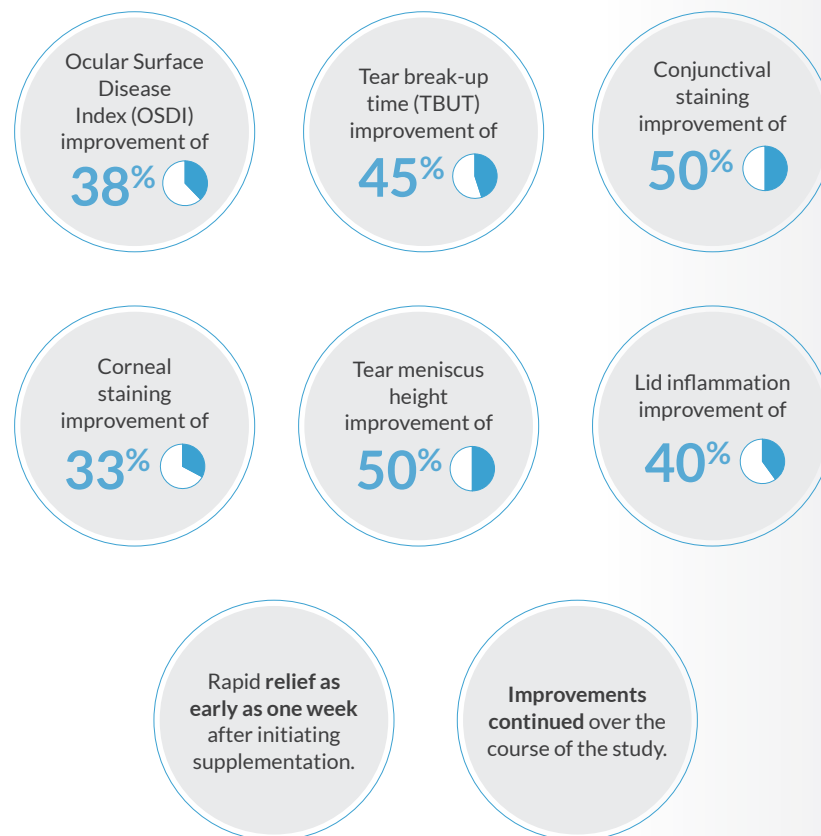 Ocular Surface
Disease
Index (OSDI)
improvement of
38%
Tear break-up
time (TBUT)
improvement of
45%
Conjunctival
staining
improvement of
50%
Corneal
staining
improvement of
33%
Tear meniscus
height
improvement of
50%
Lid inflammation
improvement of
40%
Rapid relief as
early as one week
after initiating
supplementation.
Improvements
continued over the
course of the study.